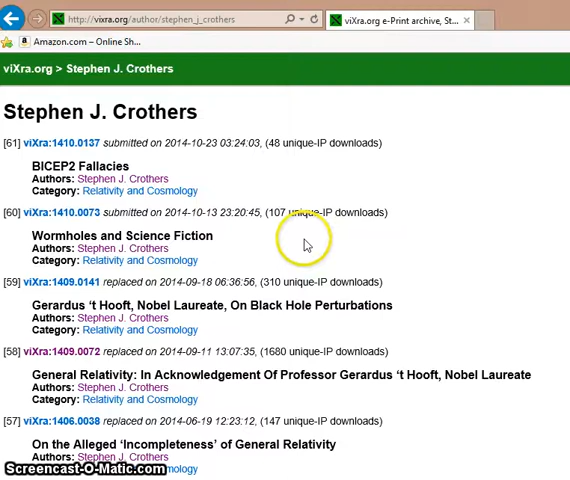 http://vixra.org/author/stephen_j_crothers
viXra.org e-Print archive, St...
Amazon.com – Online Sh...
viXra.org > Stephen J. Crothers
Stephen J. Crothers
[61] viXra:1410.0137 submitted on 2014-10-23 03:24:03, (48 unique-IP downloads)
BICEP2 Fallacies
Authors: Stephen J. Crothers
Category: Relativity and Cosmology
[60] viXra:1410.0073 submitted on 2014-10-13 23:20:45, (107 unique-IP downloads)
Wormholes and Science Fiction
Authors: Stephen J. Crothers
Category: Relativity and Cosmology
[59] viXra:1409.0141 replaced on 2014-09-18 06:36:56, (310 unique-IP downloads)
Gerardus ‘t Hooft, Nobel Laureate, On Black Hole Perturbations
Authors: Stephen J. Crothers
Category: Relativity and Cosmology
[58] viXra:1409.0072 replaced on 2014-09-11 13:07:35, (1680 unique-IP downloads)
General Relativity: In Acknowledgement Of Professor Gerardus ‘t Hooft, Nobel Laureate
Authors: Stephen J. Crothers
Category: Relativity and Cosmology
[57] viXra:1406.0038 replaced on 2014-06-19 12:23:12, (147 unique-IP downloads)
On the Alleged ‘Incompleteness’ of General Relativity
Screencast-O-Matic.com